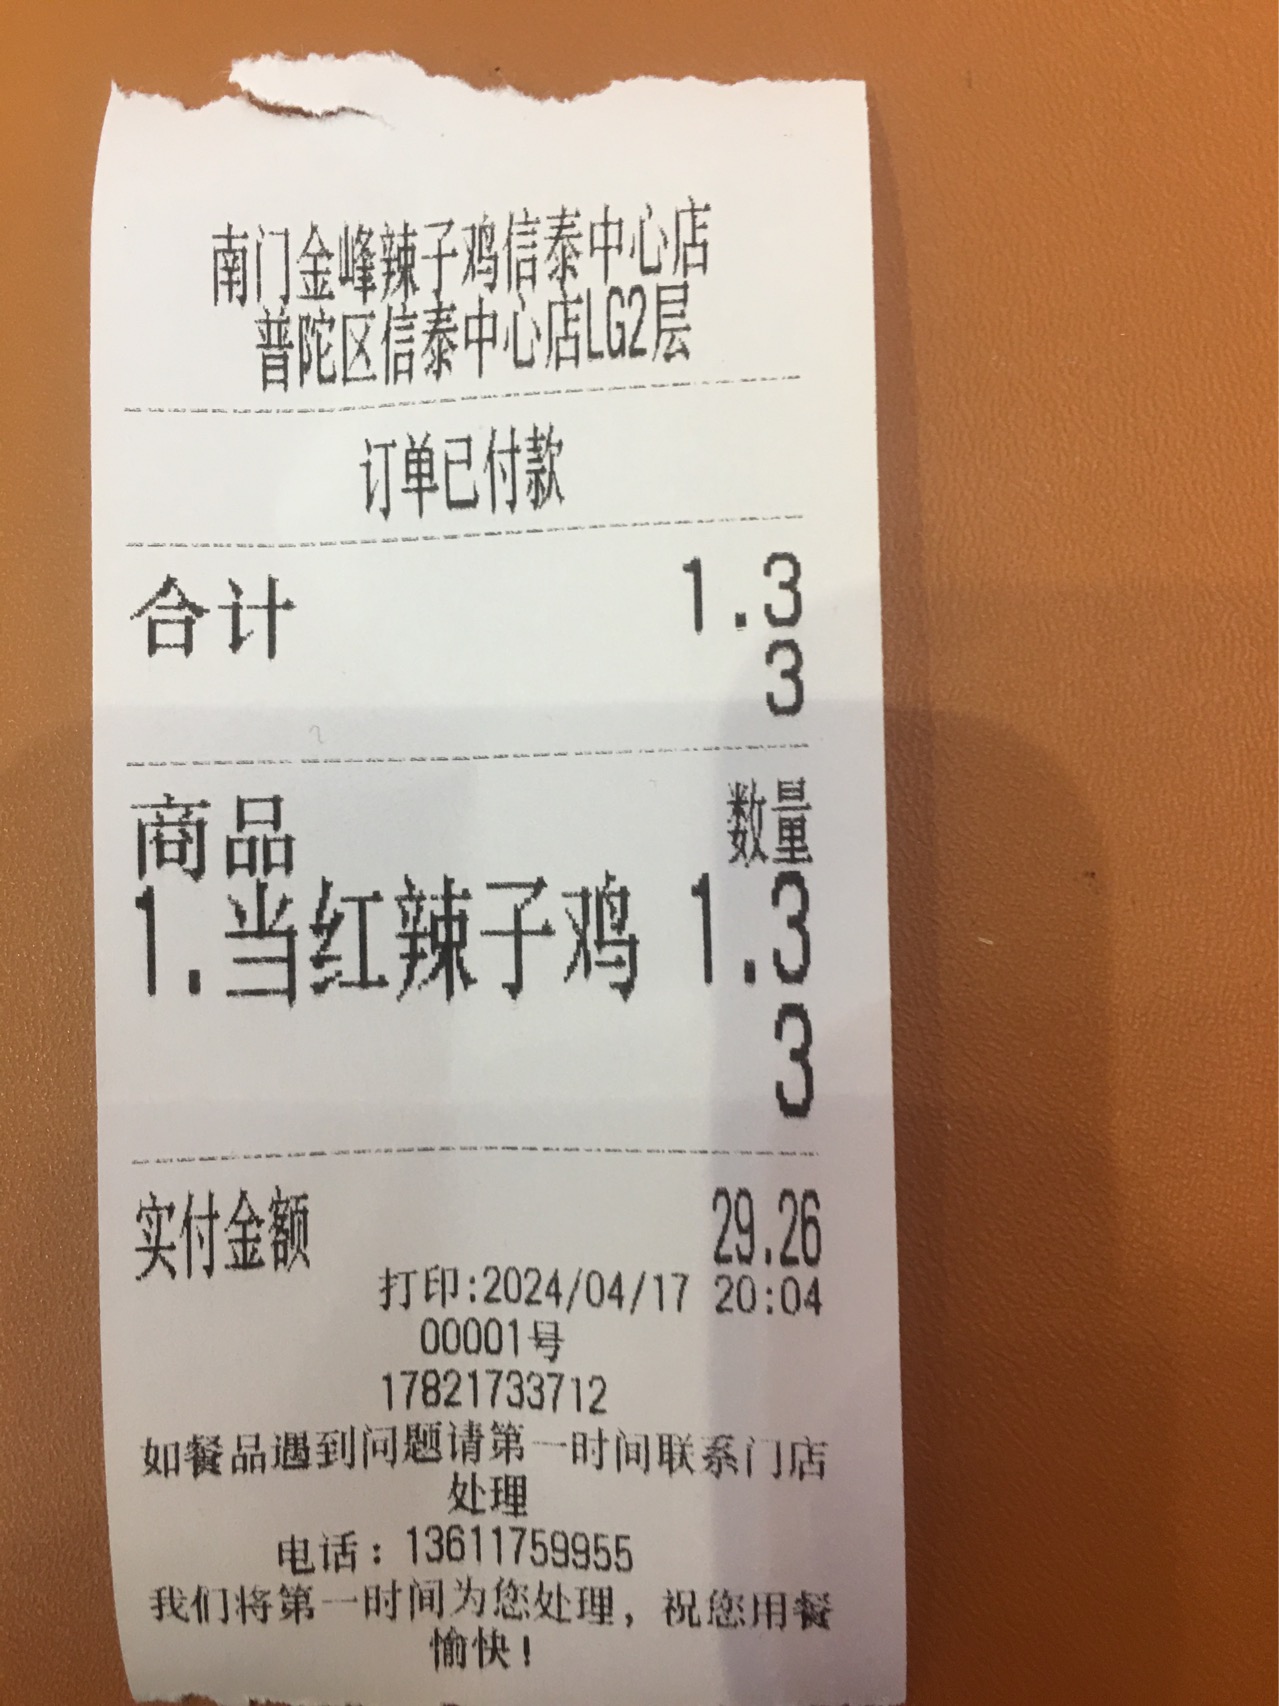 南门金峰辣子鸡信泰中心店
普陀区信泰中心店LG2层
订单已付款
合计 1.3
3
商品 数量
1.当红辣子鸡 1.3
3
实付金额 29.26
打印:2024/04/17 20:04
00001号
17821733712
如餐品遇到问题请第一时间联系门店
处理
电话：13611759955
我们将第一时间为您处理，祝您用餐
愉快！